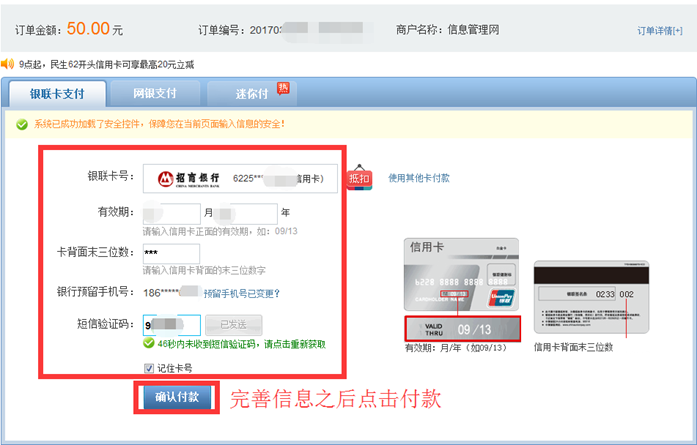 订单金额：50.00元 订单编号：201702 商户名称：信息管理网 订单详情[+]
9点起，民生62开头信用卡可享最高20元立减
银联卡支付 网银支付 迷你付 热
系统已成功加载了安全控件，保障您在当前页面输入信息的安全！
银联卡号： 招商银行 CHINA MERCHANTS BANK 6225** 信用卡） 抵扣 使用其他卡付款
有效期： 月 年
请输入信用卡正面的有效期，如：09/13
卡背面末三位数： ***
请输入信用卡背面的末三位数字
银行预留手机号： 186***** 预留手机号已变更？
短信验证码： 9 已发送
46秒内未收到短信验证码，请点击重新获取
记住卡号
确认付款 完善信息之后点击付款
信用卡
CARDHOLDER NAME
UnionPay
VALID THRU 09 /13
有效期：月/年（如09/13）
0233 002
信用卡背面末三位数